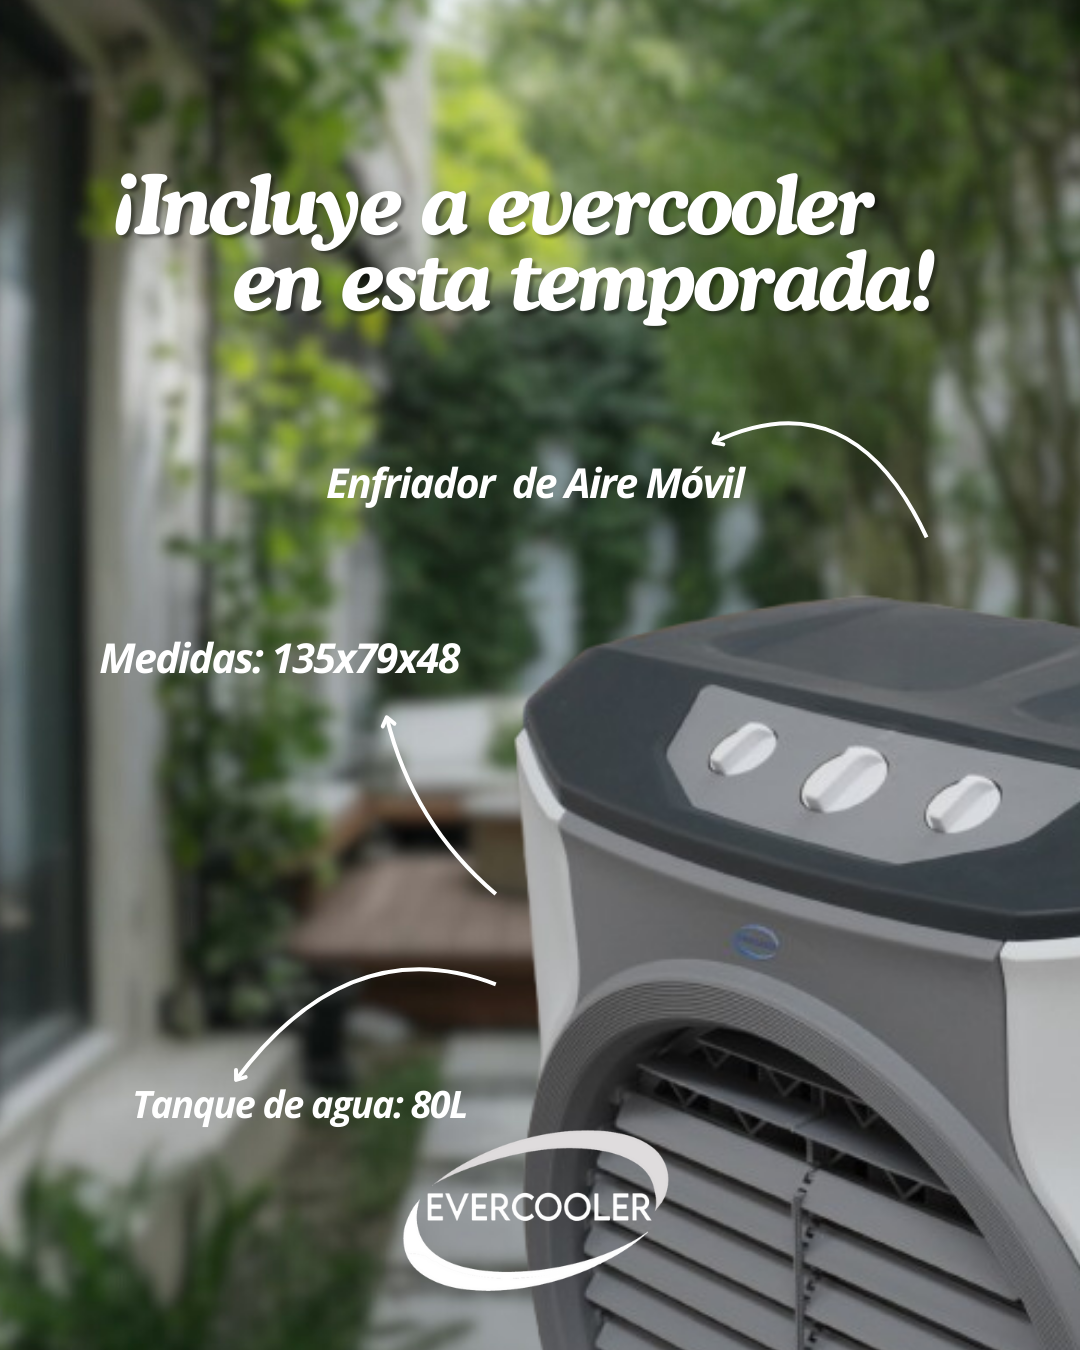 ¡Incluye a evercooler
en esta temporada!
Enfriador de Aire Móvil
Medidas: 135x79x48
Tanque de agua: 80L
EVERCOOLER